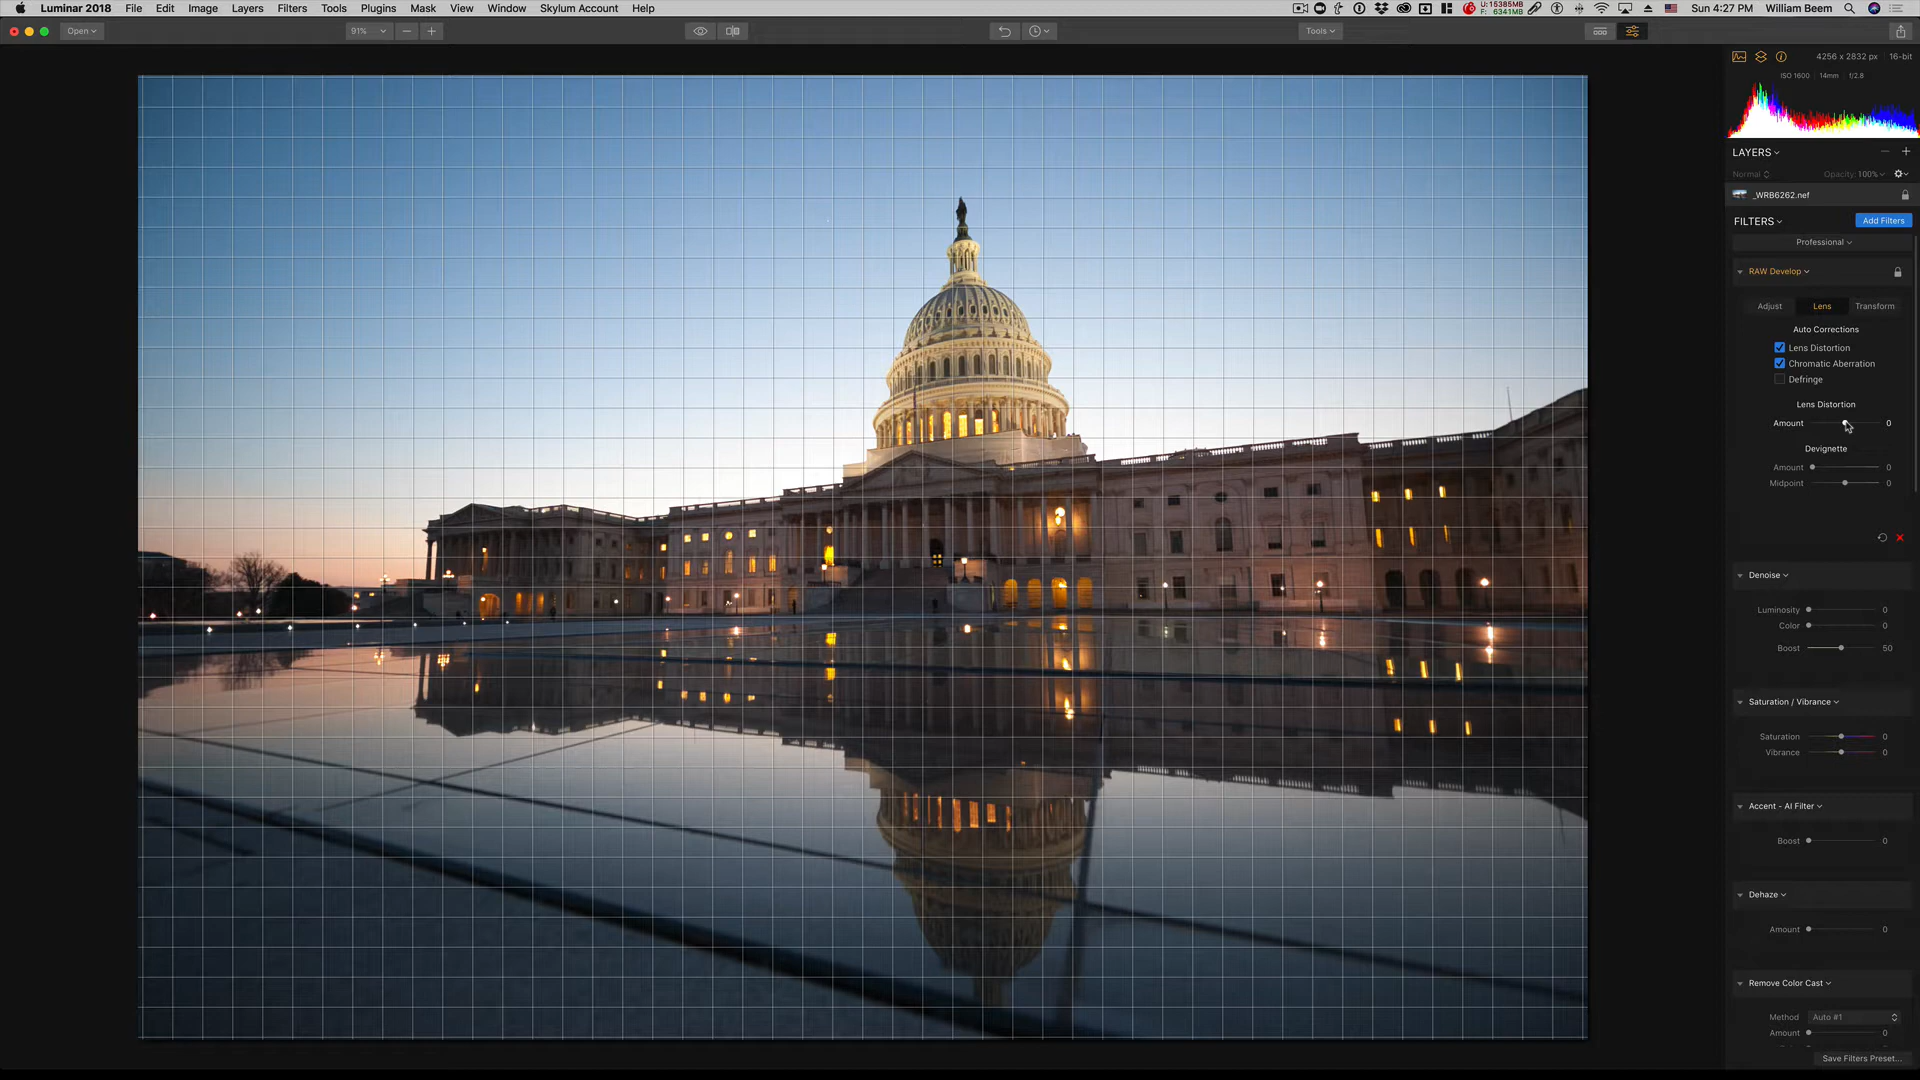 Luminar 2018 File Edit Image Layers Filters Tools Plugins Mask View Window Skylum Account Help U: 15385MB F: 6341MB Sun 4:27 PM William Beem
Open 91% Tools
4256 x 2832 px 16-bit
ISO 1600 14mm f/2.8
LAYERS
Normal Opacity: 100%
_WRB6262.nef
FILTERS Add Filters
Professional
RAW Develop
Adjust Lens Transform
Auto Corrections
Lens Distortion
Chromatic Aberration
Defringe
Lens Distortion
Amount 0
Devignette
Amount 0
Midpoint 0
Denoise
Luminosity 0
Color 0
Boost 50
Saturation / Vibrance
Saturation 0
Vibrance 0
Accent - AI Filter
Boost 0
Dehaze
Amount 0
Remove Color Cast
Method Auto #1
Amount 0
Save Filters Preset...